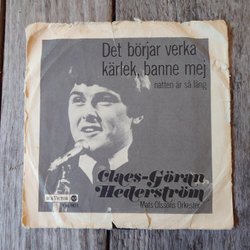 Det börjar verka
kärlek, banne mej
natten är så lång
Claes-Göran
Hederström
Mats Olssons Orkester
RCA Victor